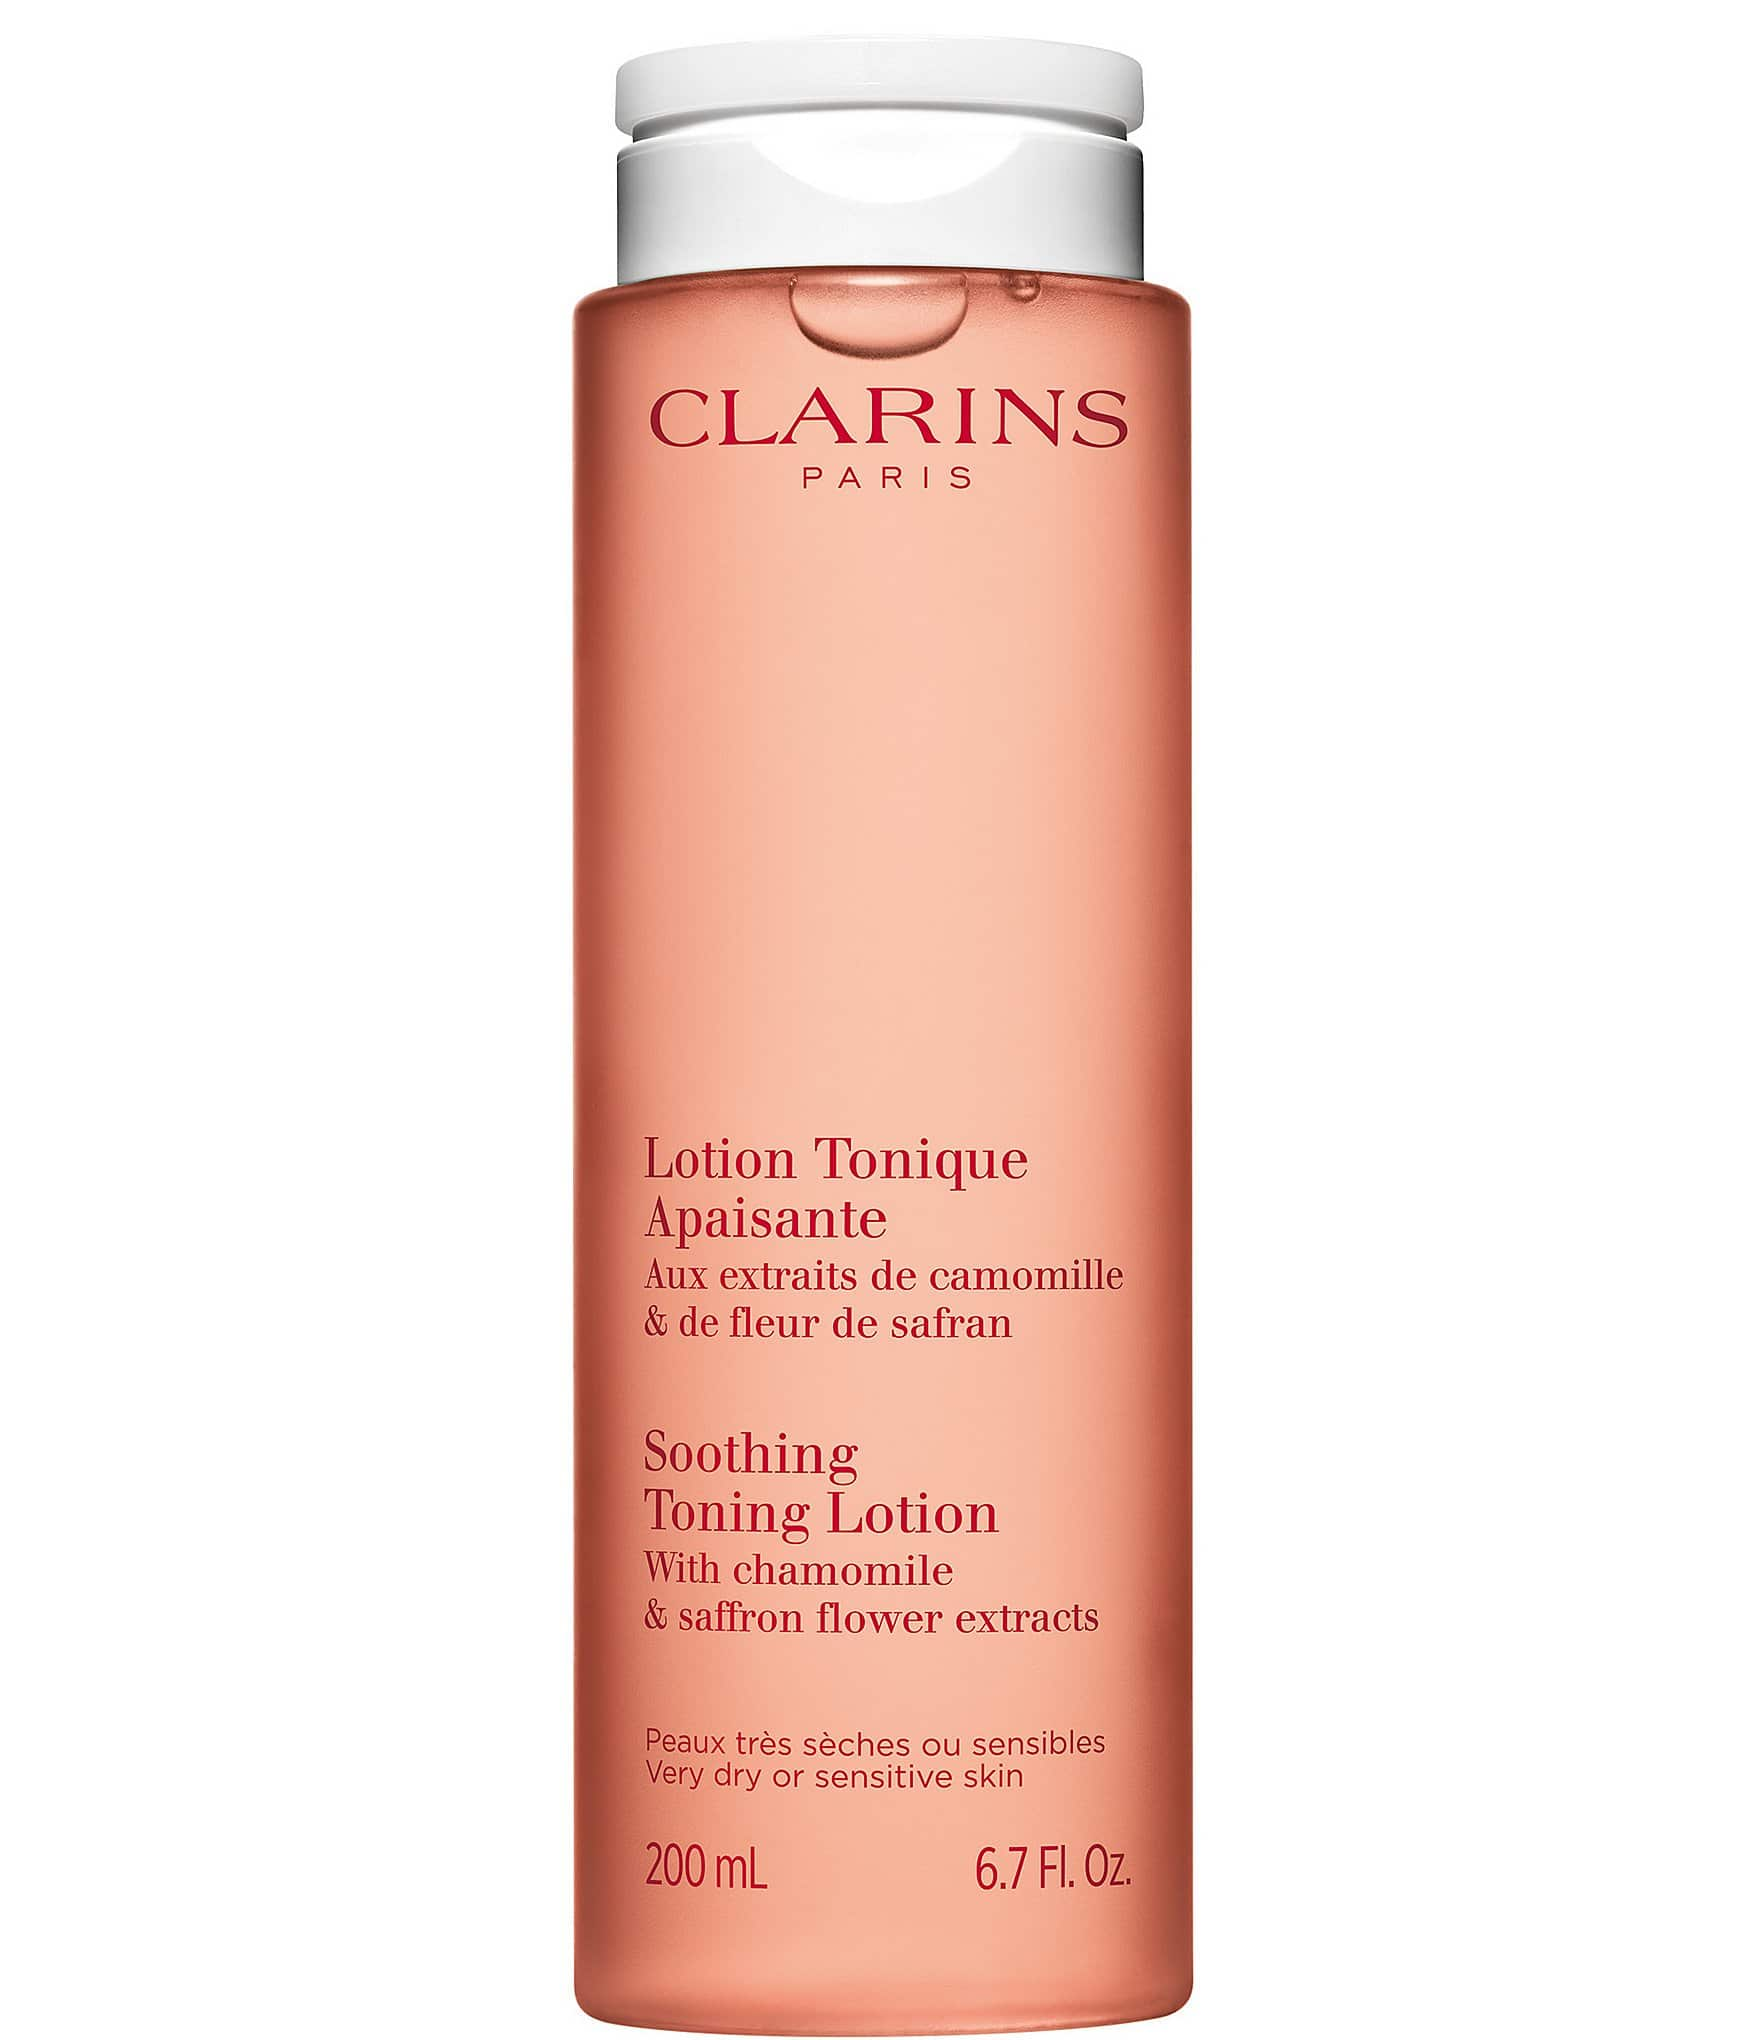 CLARINS
PARIS
Lotion Tonique
Apaisante
Aux extraits de camomille
& de fleur de safran
Soothing
Toning Lotion
With chamomile
& saffron flower extracts
Peaux très sèches ou sensibles
Very dry or sensitive skin
200 mL 6.7 Fl. Oz.